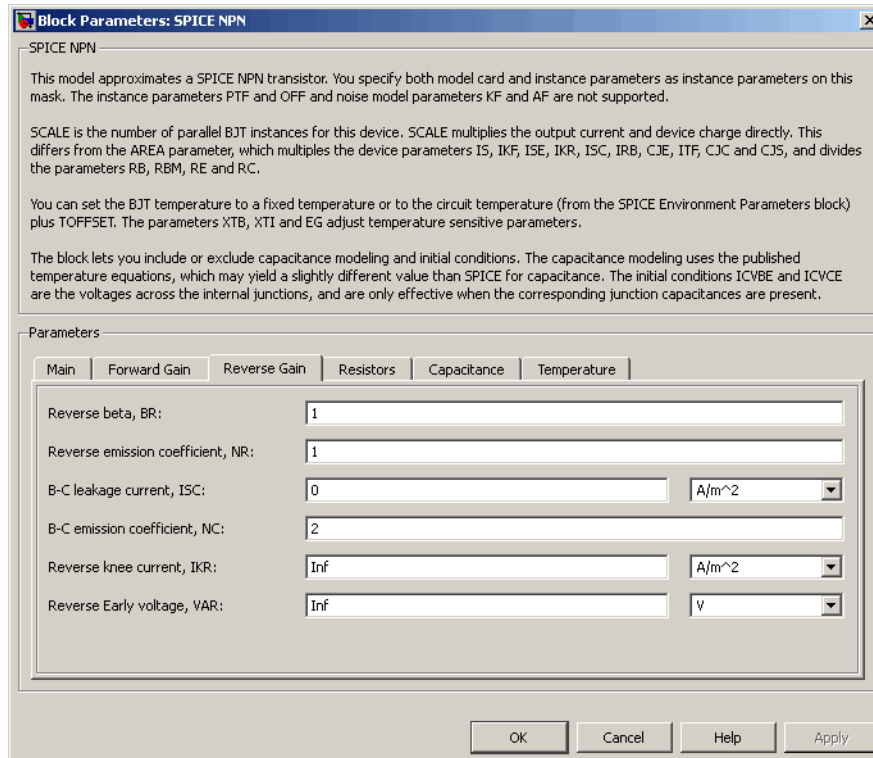 Block Parameters: SPICE NPN
SPICE NPN
This model approximates a SPICE NPN transistor. You specify both model card and instance parameters as instance parameters on this
mask. The instance parameters PTF and OFF and noise model parameters KF and AF are not supported.
SCALE is the number of parallel BJT instances for this device. SCALE multiplies the output current and device charge directly. This
differs from the AREA parameter, which multiples the device parameters IS, IKF, ISE, IKR, ISC, IRB, CJE, ITF, CJC and CJS, and divides
the parameters RB, RBM, RE and RC.
You can set the BJT temperature to a fixed temperature or to the circuit temperature (from the SPICE Environment Parameters block)
plus TOFFSET. The parameters XTB, XTI and EG adjust temperature sensitive parameters.
The block lets you include or exclude capacitance modeling and initial conditions. The capacitance modeling uses the published
temperature equations, which may yield a slightly different value than SPICE for capacitance. The initial conditions ICVBE and ICVCE
are the voltages across the internal junctions, and are only effective when the corresponding junction capacitances are present.
Parameters
Main Forward Gain Reverse Gain Resistors Capacitance Temperature
Reverse beta, BR: 1
Reverse emission coefficient, NR: 1
B-C leakage current, ISC: 0 A/m^2
B-C emission coefficient, NC: 2
Reverse knee current, IKR: Inf A/m^2
Reverse Early voltage, VAR: Inf V
OK Cancel Help Apply